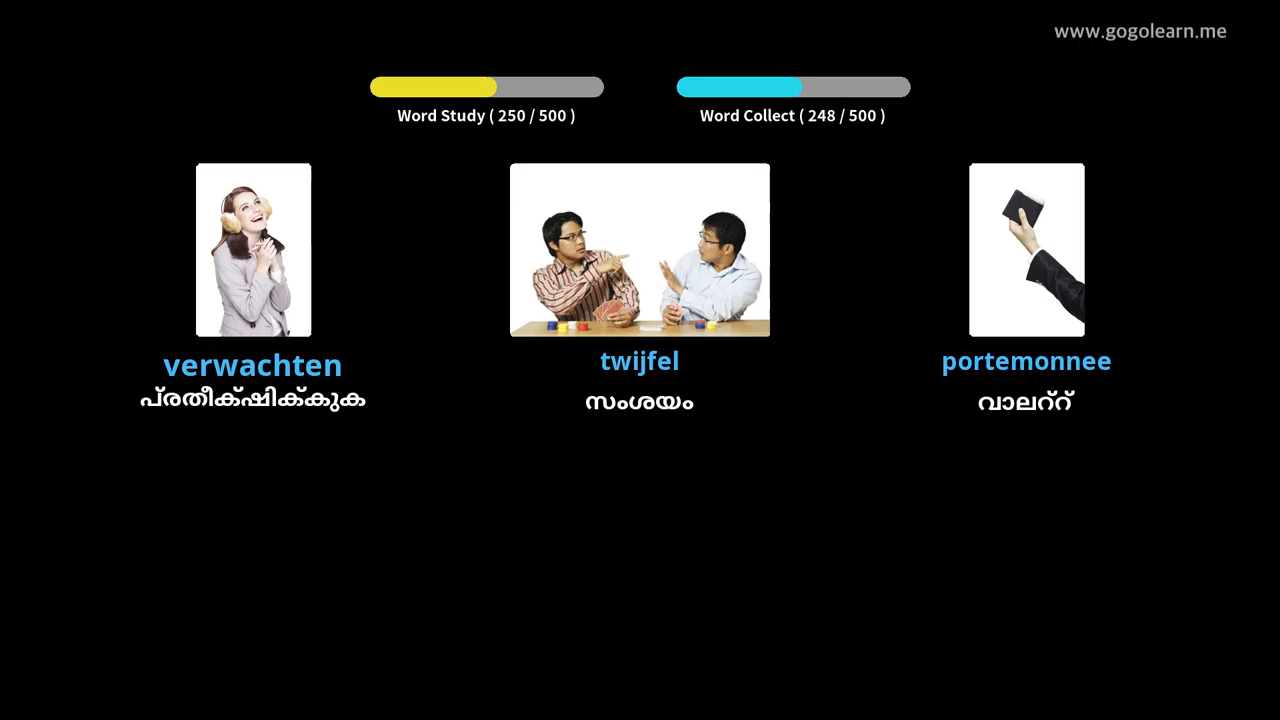 www.gogolearn.me
Word Study ( 250 / 500 )
Word Collect ( 248 / 500 )
verwachten
പ്രതീക്ഷിക്കുക
twijfel
സംശയം
portemonnee
വാലറ്റ്